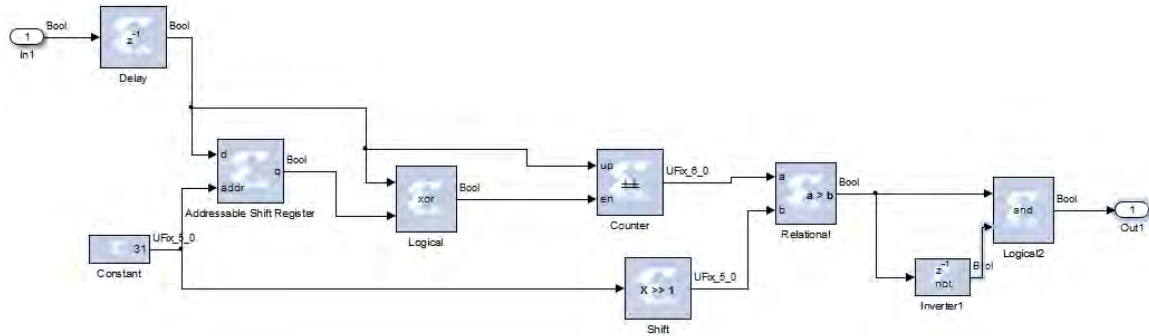 1
In1
Bool
z⁻¹
Delay
Bool
d
addr
q
Addressable Shift Register
Bool
31
UFix_5_0
Constant
xor
Logical
Bool
up
en
++
Counter
UFix_6_0
X >> 1
Shift
UFix_5_0
a
b
a > b
Relational
Bool
z⁻¹
not
Inverter1
Bool
and
Logical2
Bool
1
Out1